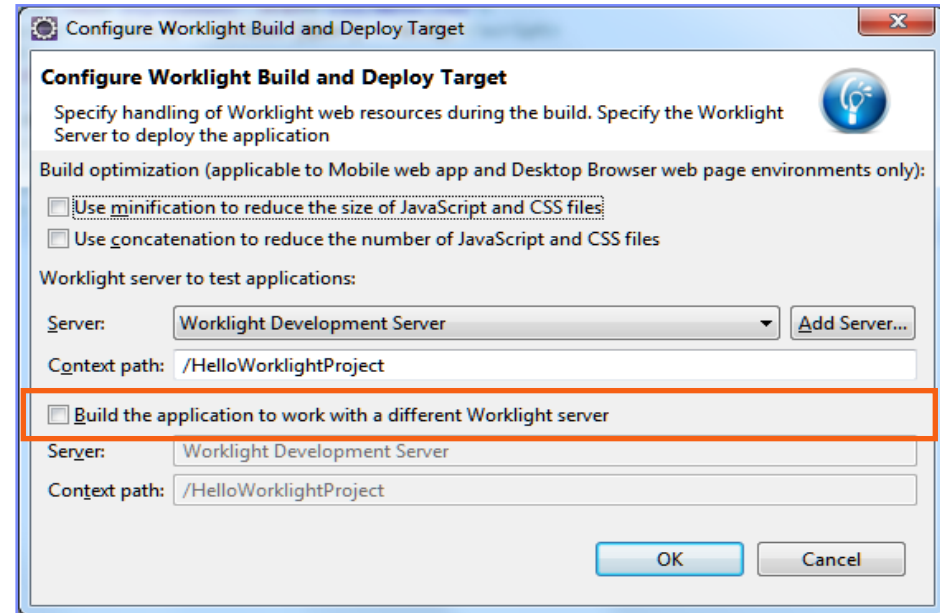 Configure Worklight Build and Deploy Target
Configure Worklight Build and Deploy Target
Specify handling of Worklight web resources during the build. Specify the Worklight
Server to deploy the application
Build optimization (applicable to Mobile web app and Desktop Browser web page environments only):
Use minification to reduce the size of JavaScript and CSS files
Use concatenation to reduce the number of JavaScript and CSS files
Worklight server to test applications:
Server: Worklight Development Server Add Server...
Context path: /HelloWorklightProject
Build the application to work with a different Worklight server
Server: Worklight Development Server
Context path: /HelloWorklightProject
OK Cancel